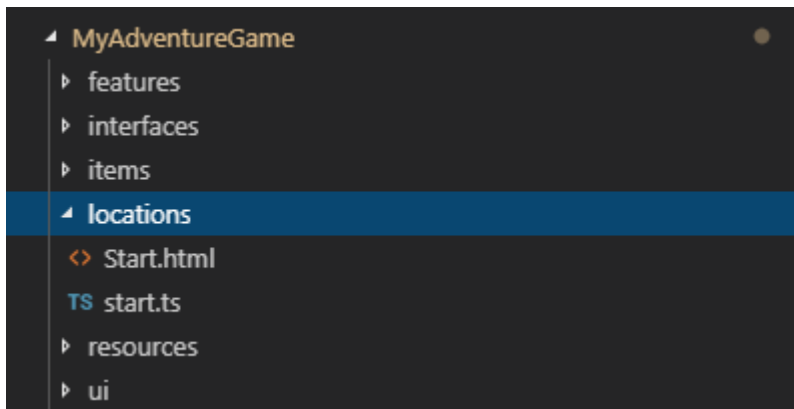 MyAdventureGame
features
interfaces
items
locations
<> Start.html
TS start.ts
resources
ui